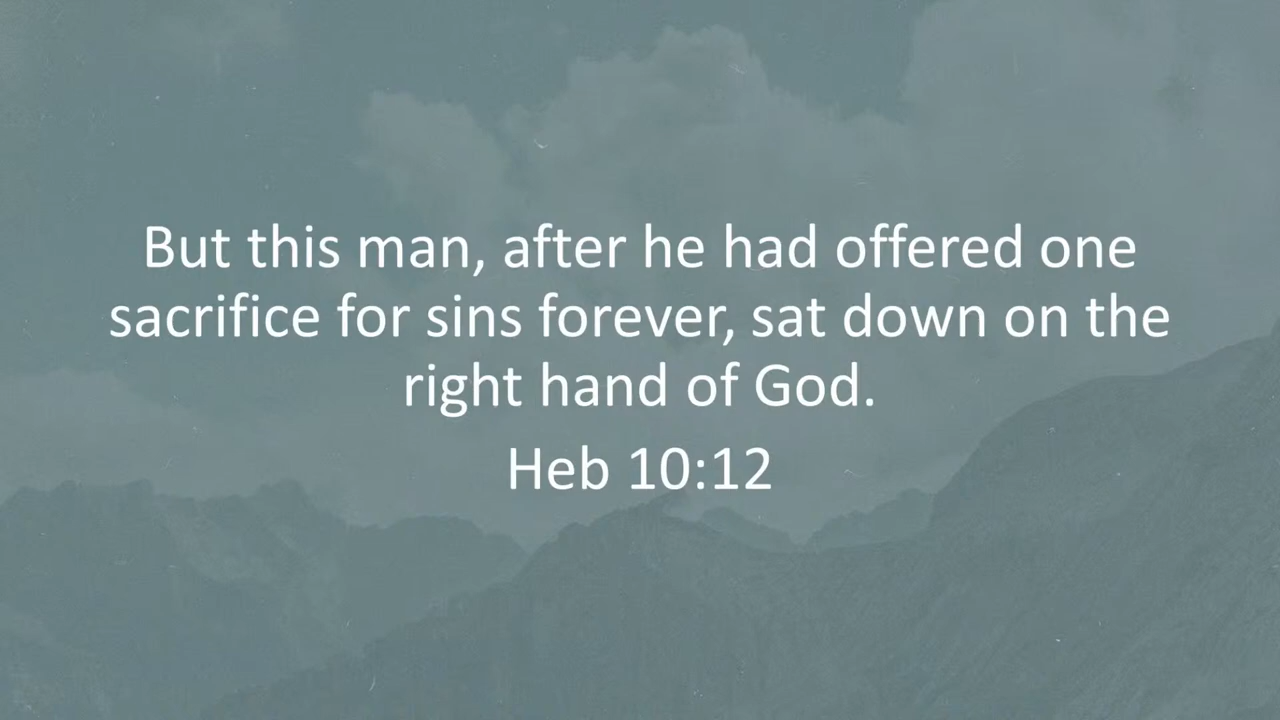 But this man, after he had offered one
sacrifice for sins forever, sat down on the
right hand of God.
Heb 10:12